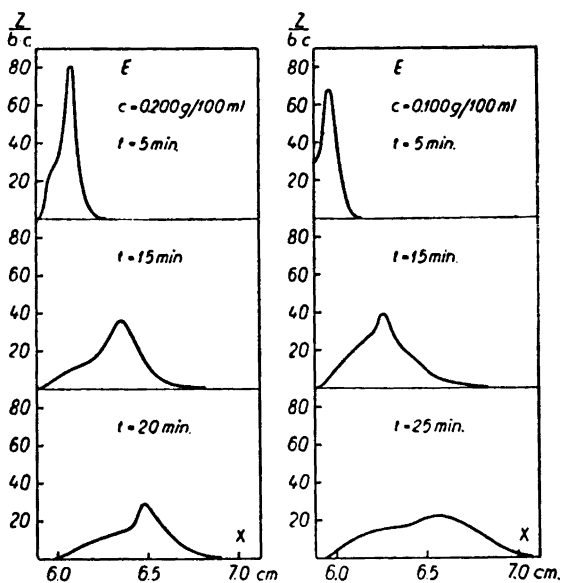 Z/bc
80
60
40
20
E
c = 0.200 g/100 ml
t = 5 min.
80
60
40
20
t = 15 min
80
60
40
20
t = 20 min.
X
6.0 6.5 7.0 cm
Z/bc
80
60
40
20
E
c = 0.100 g/100 ml
t = 5 min.
80
60
40
20
t = 15 min.
80
60
40
20
t = 25 min.
X
6.0 6.5 7.0 cm.